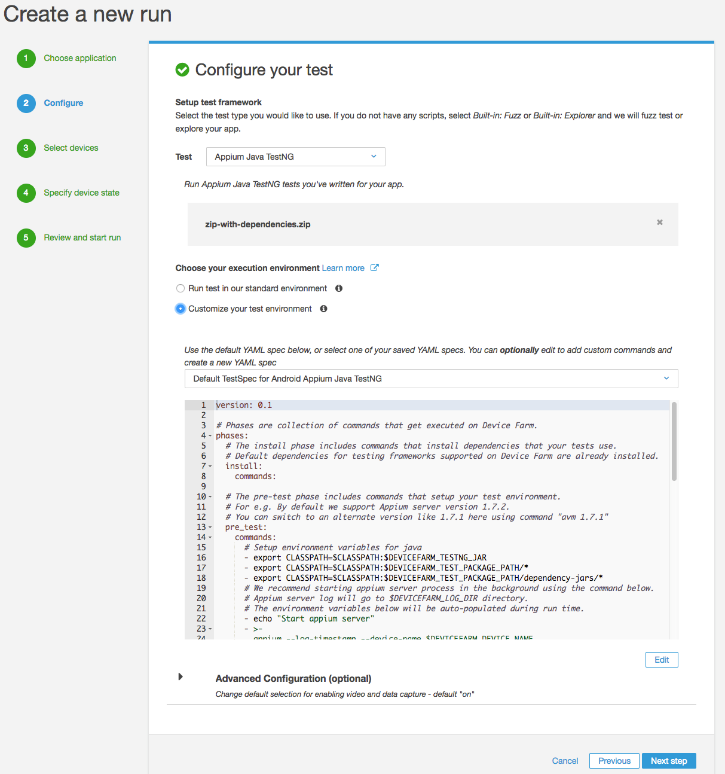 Create a new run
1 Choose application
2 Configure
3 Select devices
4 Specify device state
5 Review and start run
Configure your test
Setup test framework
Select the test type you would like to use. If you do not have any scripts, select Built-in: Fuzz or Built-in: Explorer and we will fuzz test or
explore your app.
Test Appium Java TestNG
Run Appium Java TestNG tests you've written for your app.
zip-with-dependencies.zip ×
Choose your execution environment Learn more
Run test in our standard environment
Customize your test environment
Use the default YAML spec below, or select one of your saved YAML specs. You can optionally edit to add custom commands and
create a new YAML spec
Default TestSpec for Android Appium Java TestNG
1 version: 0.1
2
3 # Phases are collection of commands that get executed on Device Farm.
4 phases:
5 # The install phase includes commands that install dependencies that your tests use.
6 # Default dependencies for testing frameworks supported on Device Farm are already installed.
7 install:
8 commands:
9
10 # The pre-test phase includes commands that setup your test environment.
11 # For e.g. By default we support Appium server version 1.7.2.
12 # You can switch to an alternate version like 1.7.1 here using command "avm 1.7.1"
13 pre_test:
14 commands:
15 # Setup environment variables for java
16 - export CLASSPATH=$CLASSPATH:$DEVICEFARM_TESTNG_JAR
17 - export CLASSPATH=$CLASSPATH:$DEVICEFARM_TEST_PACKAGE_PATH/*
18 - export CLASSPATH=$CLASSPATH:$DEVICEFARM_TEST_PACKAGE_PATH/dependency-jars/*
19 # We recommend starting appium server process in the background using the command below.
20 # Appium server log will go to $DEVICEFARM_LOG_DIR directory.
21 # The environment variables below will be auto-populated during run time.
22 - echo "Start appium server"
23 - >-
24 appium --log-timestamp --device-name $DEVICEFARM_DEVICE_NAME
Edit
Advanced Configuration (optional)
Change default selection for enabling video and data capture - default "on"
Cancel Previous Next step